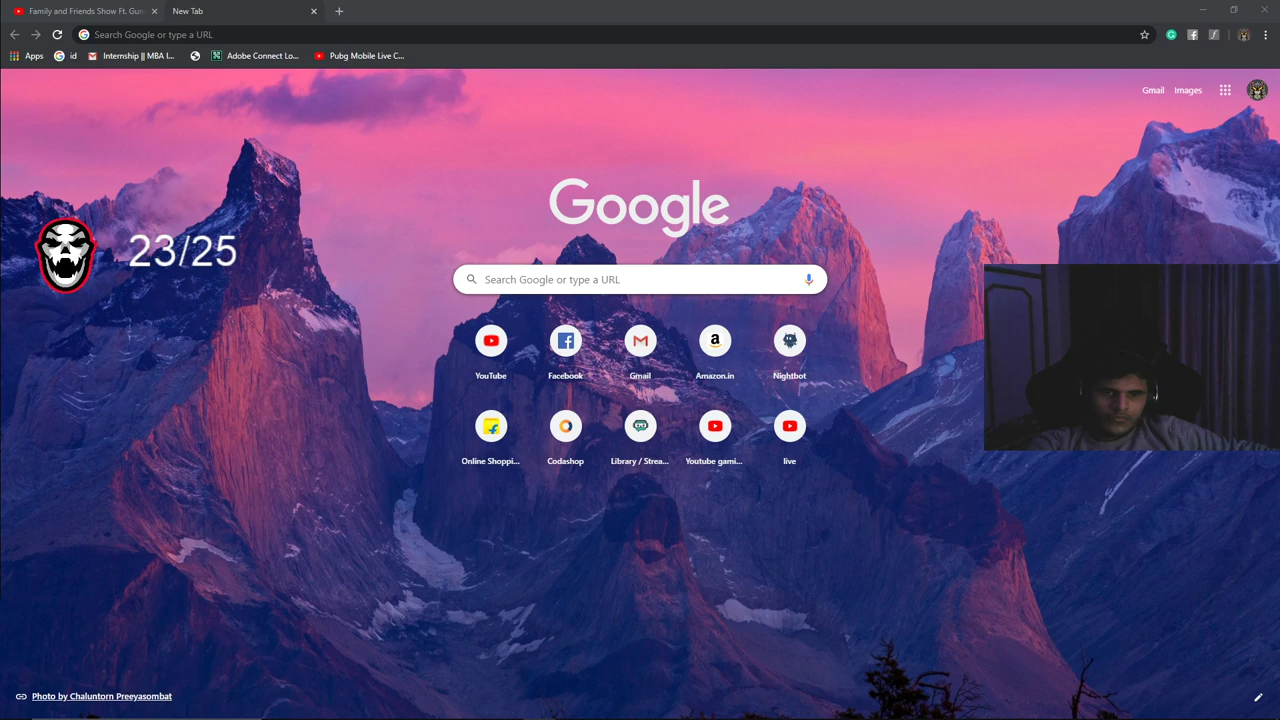 Family and Friends Show Ft. Gun
New Tab
Search Google or type a URL
Apps
id
Internship || MBA I...
Adobe Connect Lo...
Pubg Mobile Live C...
Gmail
Images
Google
23/25
Search Google or type a URL
YouTube
Facebook
Gmail
Amazon.in
Nightbot
Online Shoppi...
Codashop
Library / Strea...
Youtube gami...
live
Photo by Chaluntorn Preeyasombat